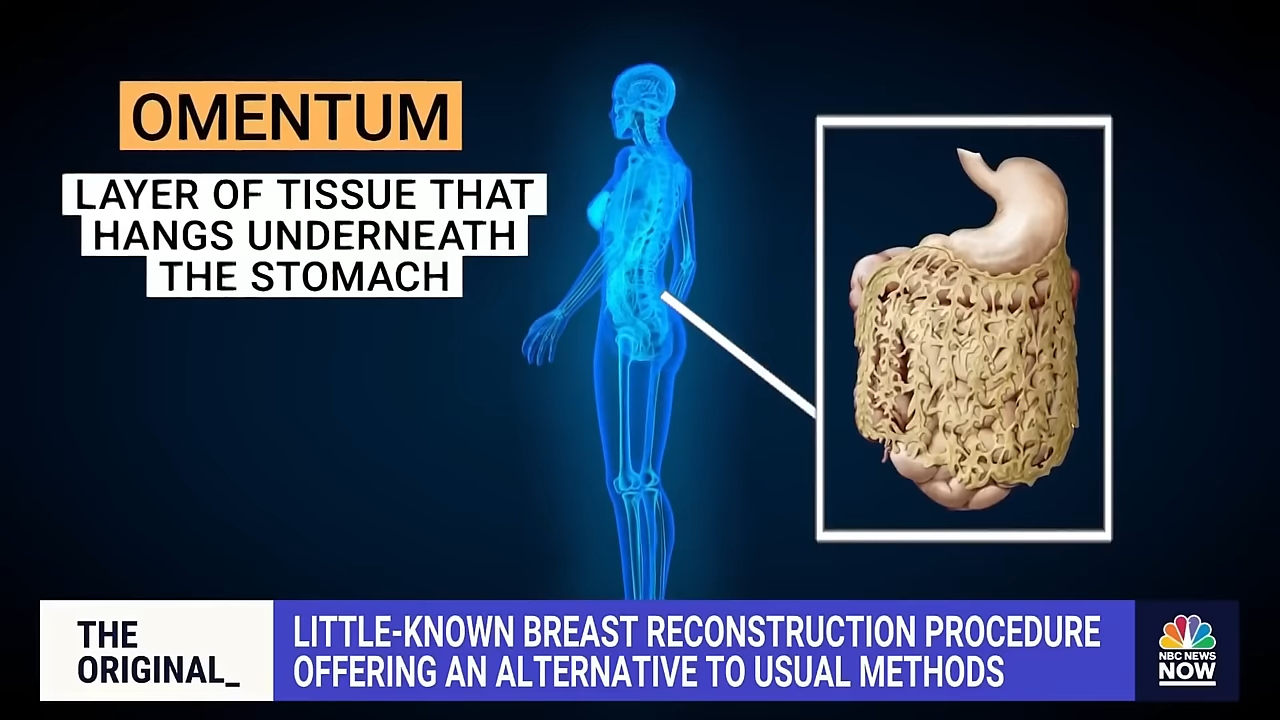 OMENTUM
LAYER OF TISSUE THAT
HANGS UNDERNEATH
THE STOMACH
THE
ORIGINAL_
LITTLE-KNOWN BREAST RECONSTRUCTION PROCEDURE
OFFERING AN ALTERNATIVE TO USUAL METHODS
NBC NEWS
NOW